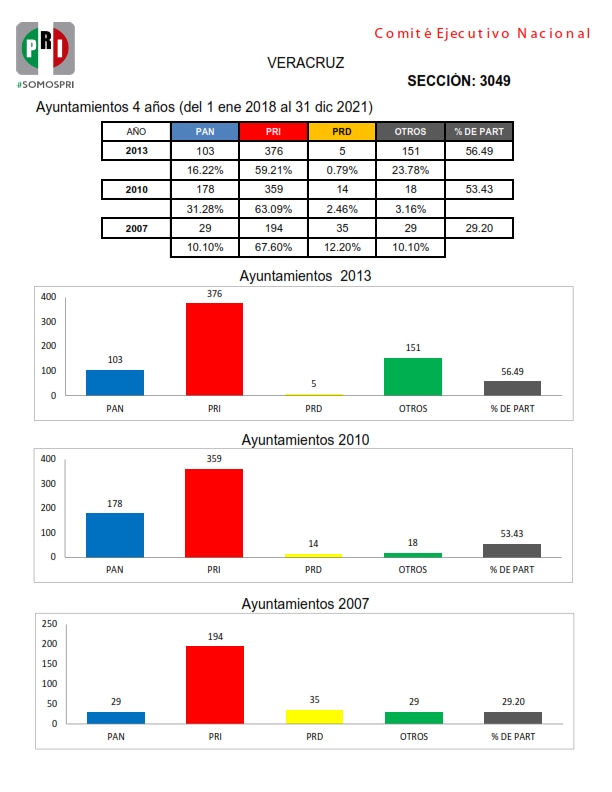 Comité Ejecutivo Nacional
PRI
#SOMOSPRI
VERACRUZ
SECCIÓN: 3049
Ayuntamientos 4 años (del 1 ene 2018 al 31 dic 2021)
AÑO PAN PRI PRD OTROS % DE PART
2013 103 376 5 151 56.49
16.22% 59.21% 0.79% 23.78%
2010 178 359 14 18 53.43
31.28% 63.09% 2.46% 3.16%
2007 29 194 35 29 29.20
10.10% 67.60% 12.20% 10.10%
Ayuntamientos 2013
400
300
200
100
0
103 376 5 151 56.49
PAN PRI PRD OTROS % DE PART
Ayuntamientos 2010
400
300
200
100
0
178 359 14 18 53.43
PAN PRI PRD OTROS % DE PART
Ayuntamientos 2007
250
200
150
100
50
0
29 194 35 29 29.20
PAN PRI PRD OTROS % DE PART